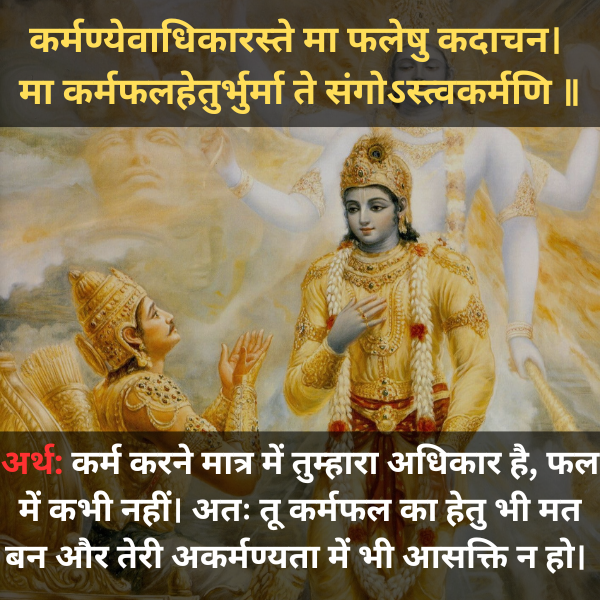 कर्मण्येवाधिकारस्ते मा फलेषु कदाचन।
मा कर्मफलहेतुर्भुर्मा ते संगोऽस्त्वकर्मणि ॥
अर्थ: कर्म करने मात्र में तुम्हारा अधिकार है, फल
में कभी नहीं। अतः तू कर्मफल का हेतु भी मत
बन और तेरी अकर्मण्यता में भी आसक्ति न हो।